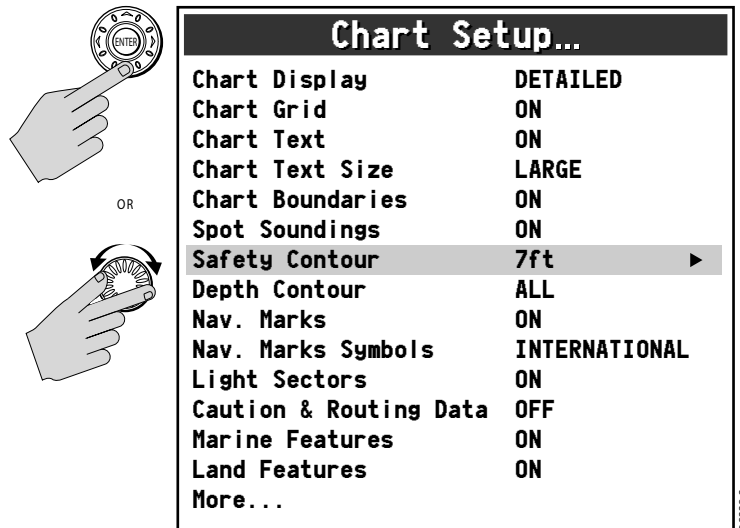 ENTER
OR
Chart Setup...
Chart Display DETAILED
Chart Grid ON
Chart Text ON
Chart Text Size LARGE
Chart Boundaries ON
Spot Soundings ON
Safety Contour 7ft ►
Depth Contour ALL
Nav. Marks ON
Nav. Marks Symbols INTERNATIONAL
Light Sectors ON
Caution & Routing Data OFF
Marine Features ON
Land Features ON
More...